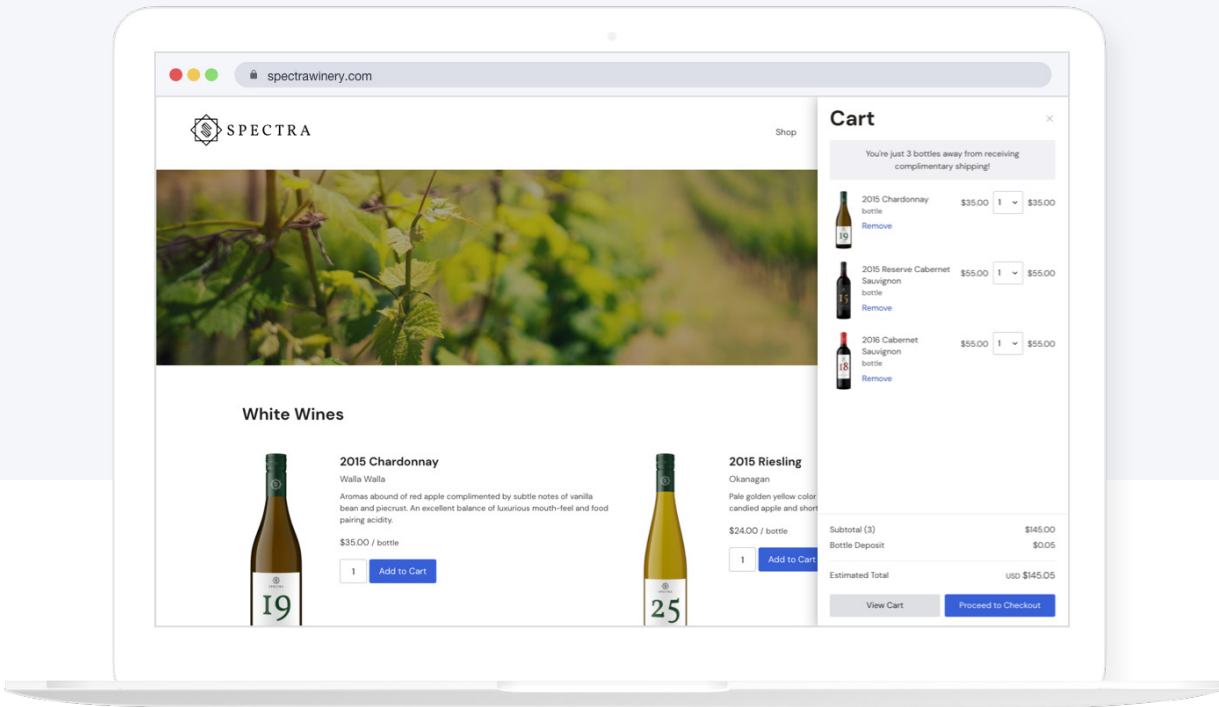 spectrawinery.com
SPECTRA
Shop
Cart
You're just 3 bottles away from receiving
complimentary shipping!
2015 Chardonnay
bottle
Remove
$35.00 1 $35.00
19
2015 Reserve Cabernet
Sauvignon
bottle
Remove
$55.00 1 $55.00
15
2016 Cabernet
Sauvignon
bottle
Remove
$55.00 1 $55.00
18
White Wines
2015 Chardonnay
Walla Walla
Aromas abound of red apple complimented by subtle notes of vanilla
bean and piecrust. An excellent balance of luxurious mouth-feel and food
pairing acidity.
$35.00 / bottle
1 Add to Cart
SPECTRA
19
2015 Riesling
Okanagan
Pale golden yellow color
candied apple and short
$24.00 / bottle
1 Add to Cart
SPECTRA
25
Subtotal (3) $145.00
Bottle Deposit $0.05
Estimated Total USD $145.05
View Cart Proceed to Checkout